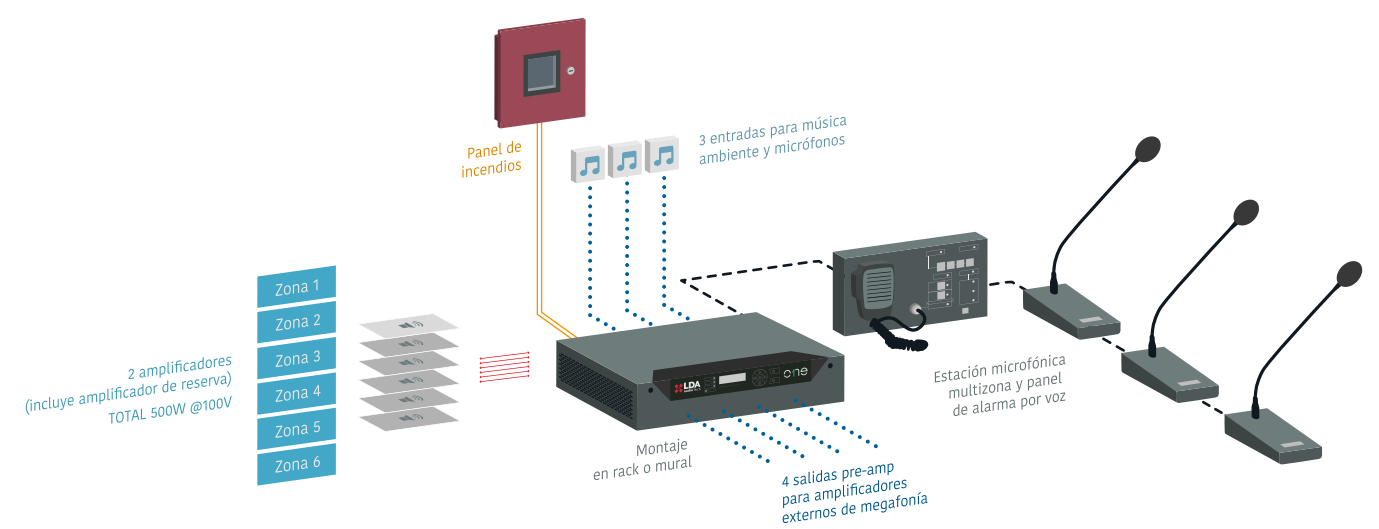 Panel de
incendios
3 entradas para música
ambiente y micrófonos
Zona 1
Zona 2
Zona 3
Zona 4
Zona 5
Zona 6
2 amplificadores
(incluye amplificador de reserva)
TOTAL 500W @100V
LDA
one
Montaje
en rack o mural
4 salidas pre-amp
para amplificadores
externos de megafonía
Estación microfónica
multizona y panel
de alarma por voz